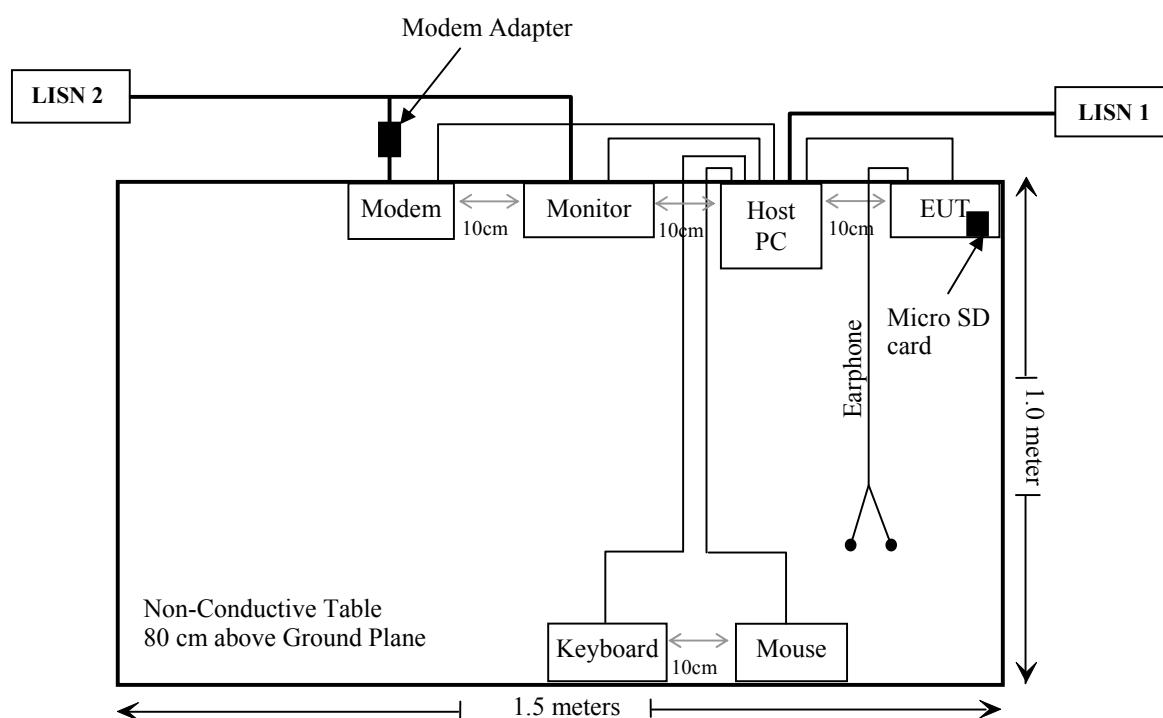 Modem Adapter
LISN 2
LISN 1
Modem
10cm
Monitor
10cm
Host
PC
10cm
EUT
Micro SD
card
Earphone
1.0 meter
Non-Conductive Table
80 cm above Ground Plane
Keyboard
10cm
Mouse
1.5 meters